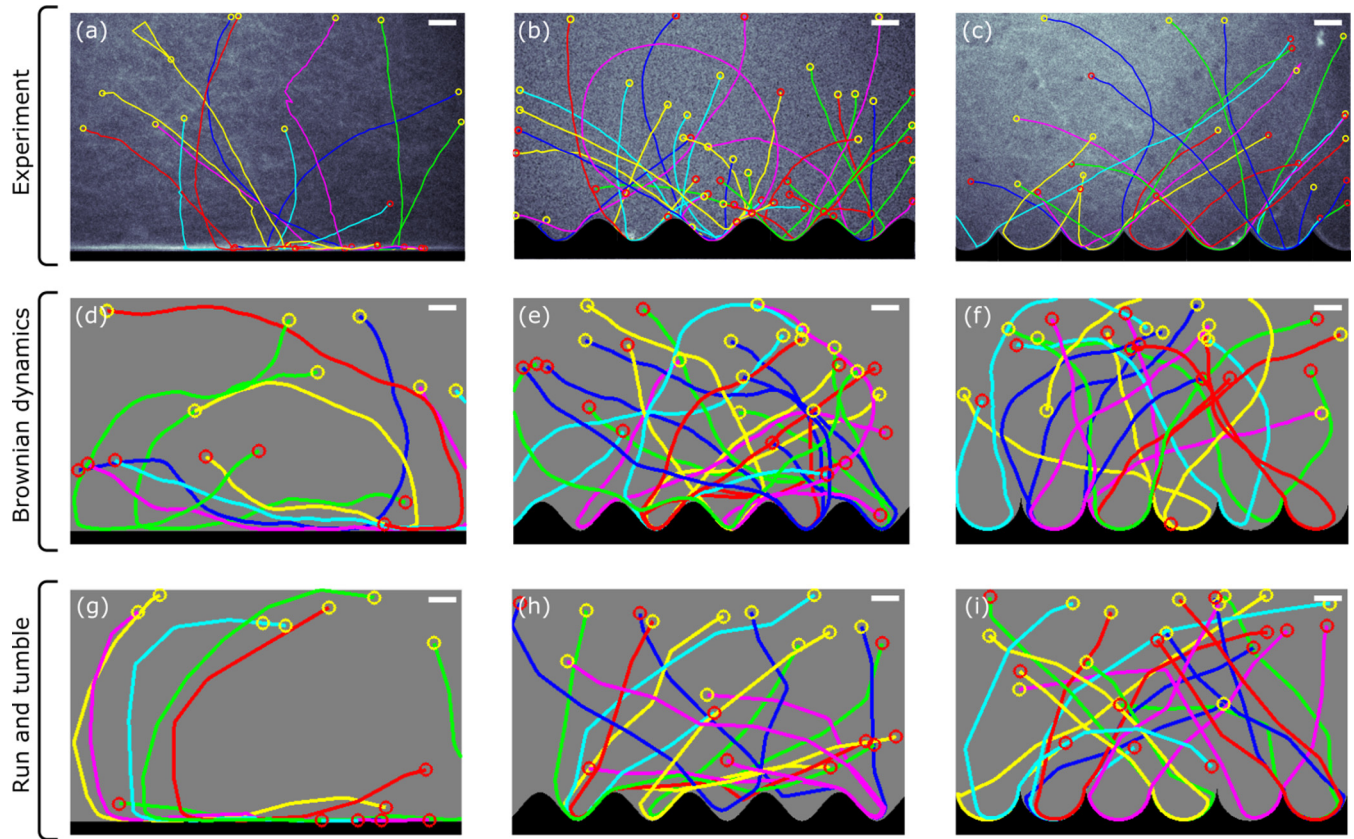 Experiment
(a)
(b)
(c)
Brownian dynamics
(d)
(e)
(f)
Run and tumble
(g)
(h)
(i)